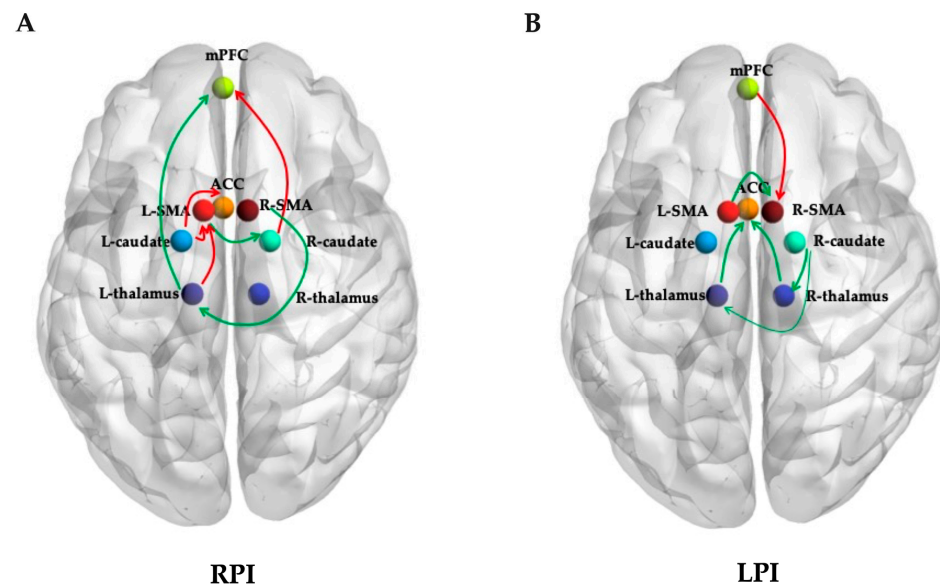 A
mPFC
ACC
L-SMA
R-SMA
L-caudate
R-caudate
L-thalamus
R-thalamus
RPI
B
mPFC
ACC
L-SMA
R-SMA
L-caudate
R-caudate
L-thalamus
R-thalamus
LPI